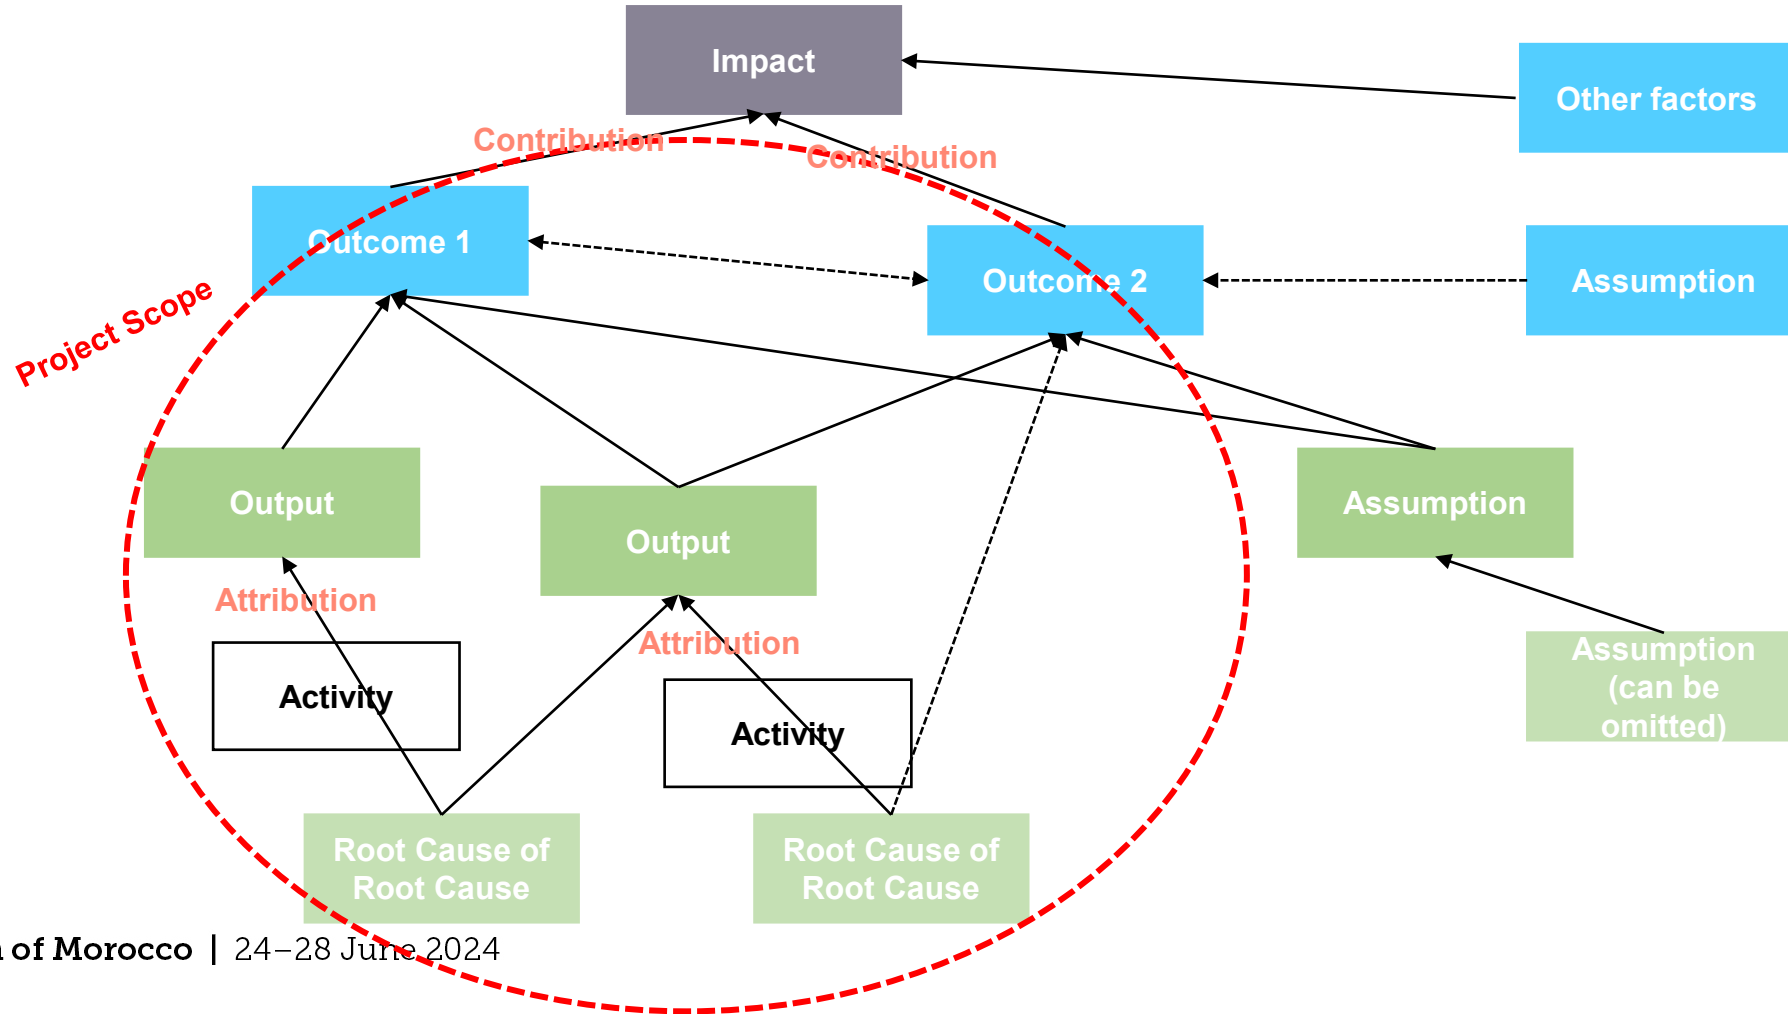 Impact
Other factors
Contribution
Contribution
Outcome 1
Outcome 2
Assumption
Project Scope
Output
Output
Assumption
Attribution
Attribution
Assumption
(can be
omitted)
Activity
Activity
Root Cause of
Root Cause
Root Cause of
Root Cause
of Morocco | 24–28 June 2024